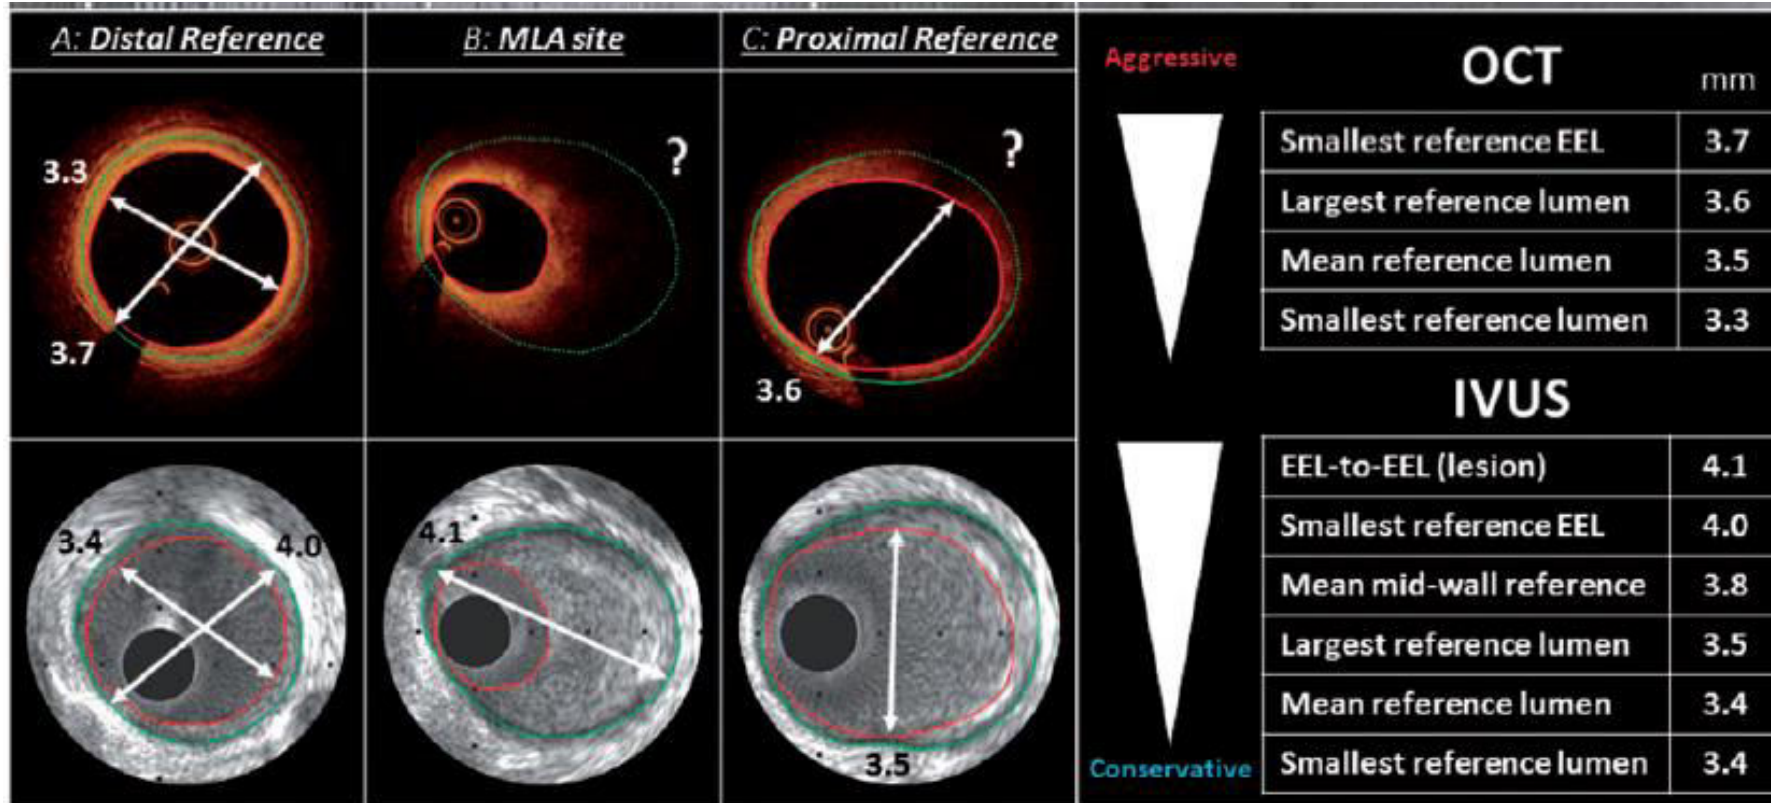 A: Distal Reference
B: MLA site
C: Proximal Reference
3.3
3.7
?
?
3.6
3.4
4.0
4.1
3.5
Aggressive
Conservative
OCT
mm
Smallest reference EEL 3.7
Largest reference lumen 3.6
Mean reference lumen 3.5
Smallest reference lumen 3.3
IVUS
EEL-to-EEL (lesion) 4.1
Smallest reference EEL 4.0
Mean mid-wall reference 3.8
Largest reference lumen 3.5
Mean reference lumen 3.4
Smallest reference lumen 3.4